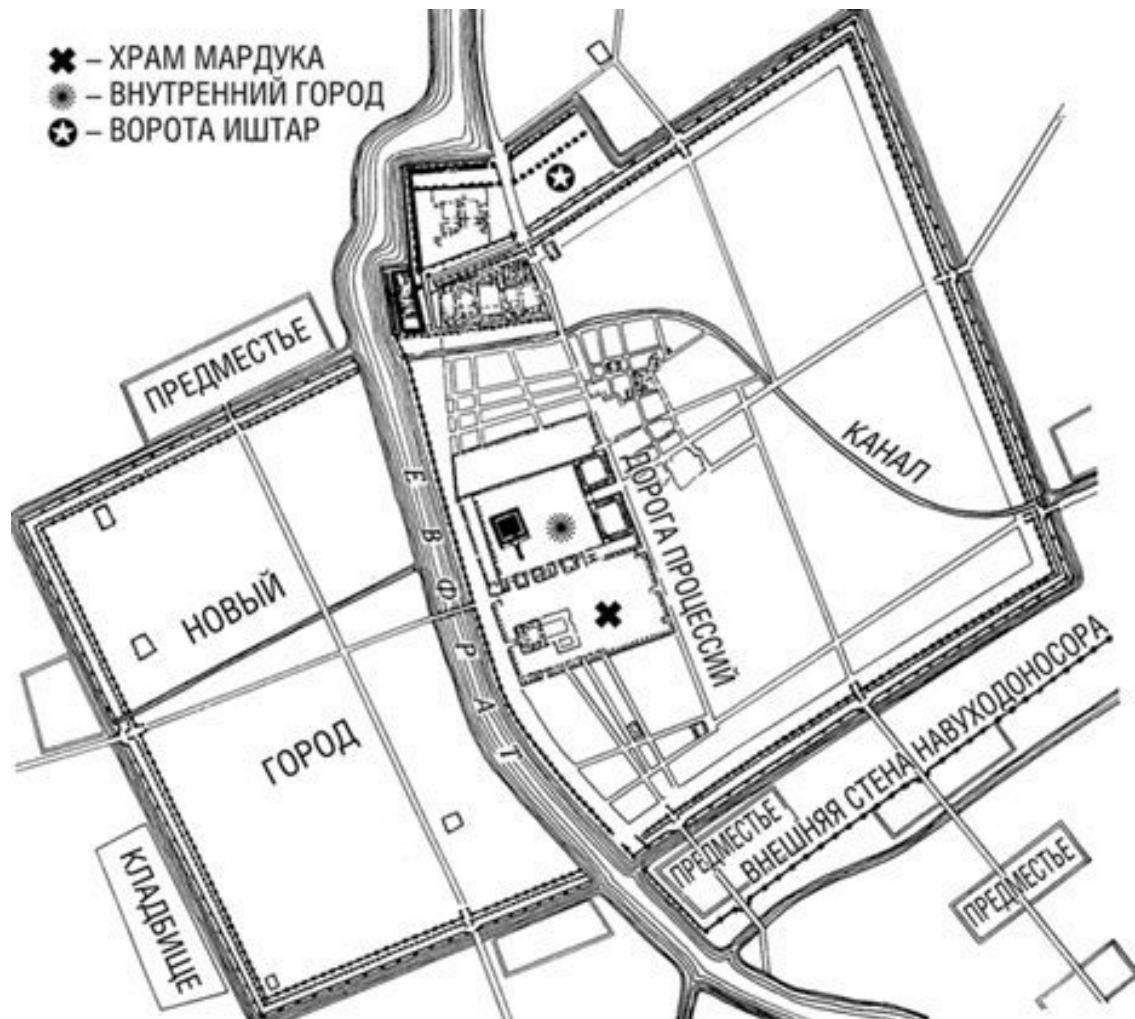 – ХРАМ МАРДУКА
– ВНУТРЕННИЙ ГОРОД
– ВОРОТА ИШТАР
ПРЕДМЕСТЬЕ
ЕВФРАТ
КАНАЛ
ДОРОГА ПРОЦЕССИЙ
НОВЫЙ
ГОРОД
КЛАДБИЩЕ
ПРЕДМЕСТЬЕ
ВНЕШНЯЯ СТЕНА НАВУХОДОНОСОРА
ПРЕДМЕСТЬЕ